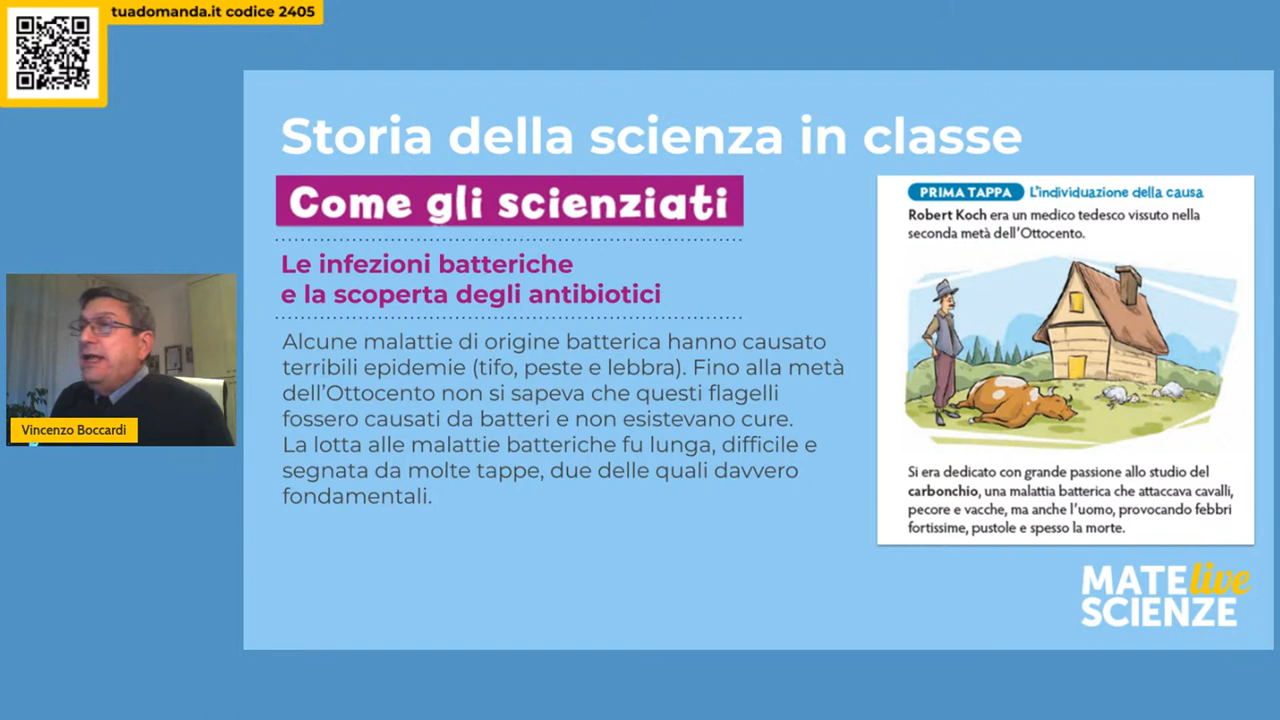 tuadomanda.it codice 2405
Storia della scienza in classe
Come gli scienziati
Le infezioni batteriche
e la scoperta degli antibiotici
Alcune malattie di origine batterica hanno causato
terribili epidemie (tifo, peste e lebbra). Fino alla metà
dell'Ottocento non si sapeva che questi flagelli
fossero causati da batteri e non esistevano cure.
La lotta alle malattie batteriche fu lunga, difficile e
segnata da molte tappe, due delle quali davvero
fondamentali.
PRIMA TAPPA L'individuazione della causa
Robert Koch era un medico tedesco vissuto nella
seconda metà dell'Ottocento.
Si era dedicato con grande passione allo studio del
carbonchio, una malattia batterica che attaccava cavalli,
pecore e vacche, ma anche l'uomo, provocando febbri
fortissime, pustole e spesso la morte.
Vincenzo Boccardi
MATE live
SCIENZE